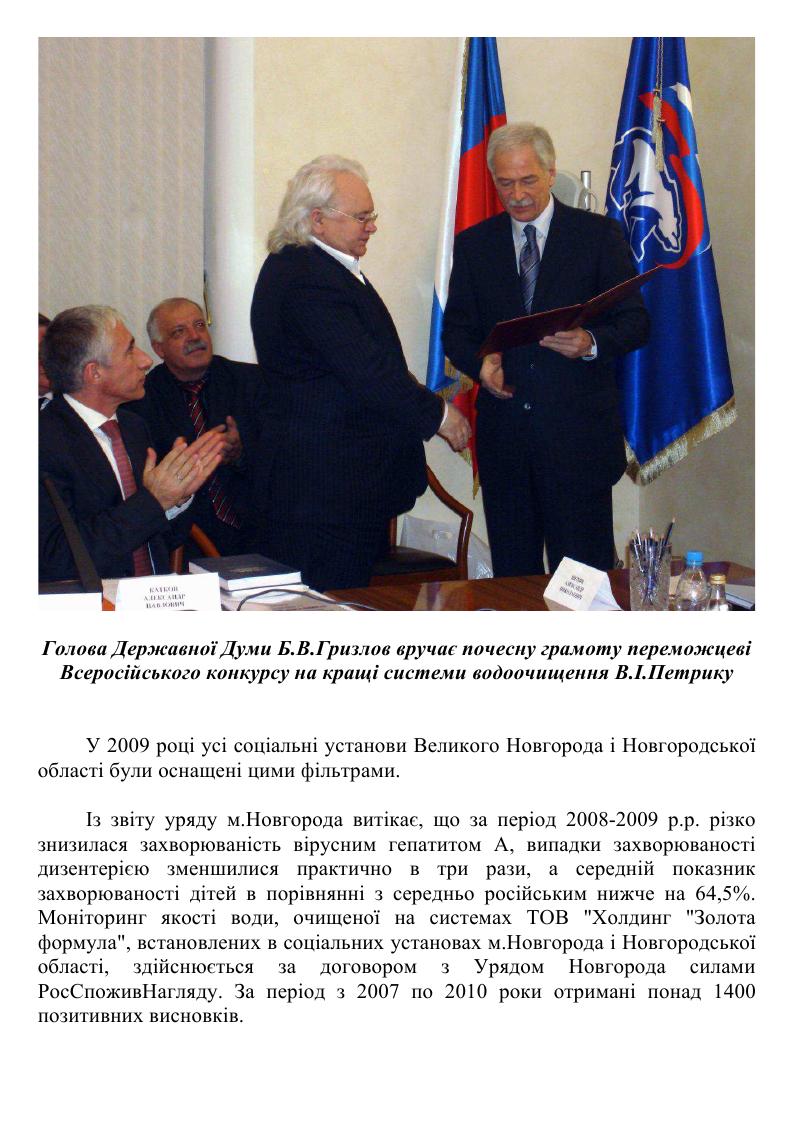 КАТКОВ
АЛЕКСАНДР
ПАВЛОВИЧ
Голова Державної Думи Б.В.Гризлов вручає почесну грамоту переможцеві
Всеросійського конкурсу на кращі системи водоочищення В.І.Петрику
У 2009 році усі соціальні установи Великого Новгорода і Новгородської
області були оснащені цими фільтрами.
Із звіту уряду м.Новгорода витікає, що за період 2008-2009 р.р. різко
знизилася захворюваність вірусним гепатитом А, випадки захворюваності
дизентерією зменшилися практично в три рази, а середній показник
захворюваності дітей в порівнянні з середньо російським нижче на 64,5%.
Моніторинг якості води, очищеної на системах ТОВ "Холдинг "Золота
формула", встановлених в соціальних установах м.Новгорода і Новгородської
області, здійснюється за договором з Урядом Новгорода силами
РосСпоживНагляду. За період з 2007 по 2010 роки отримані понад 1400
позитивних висновків.